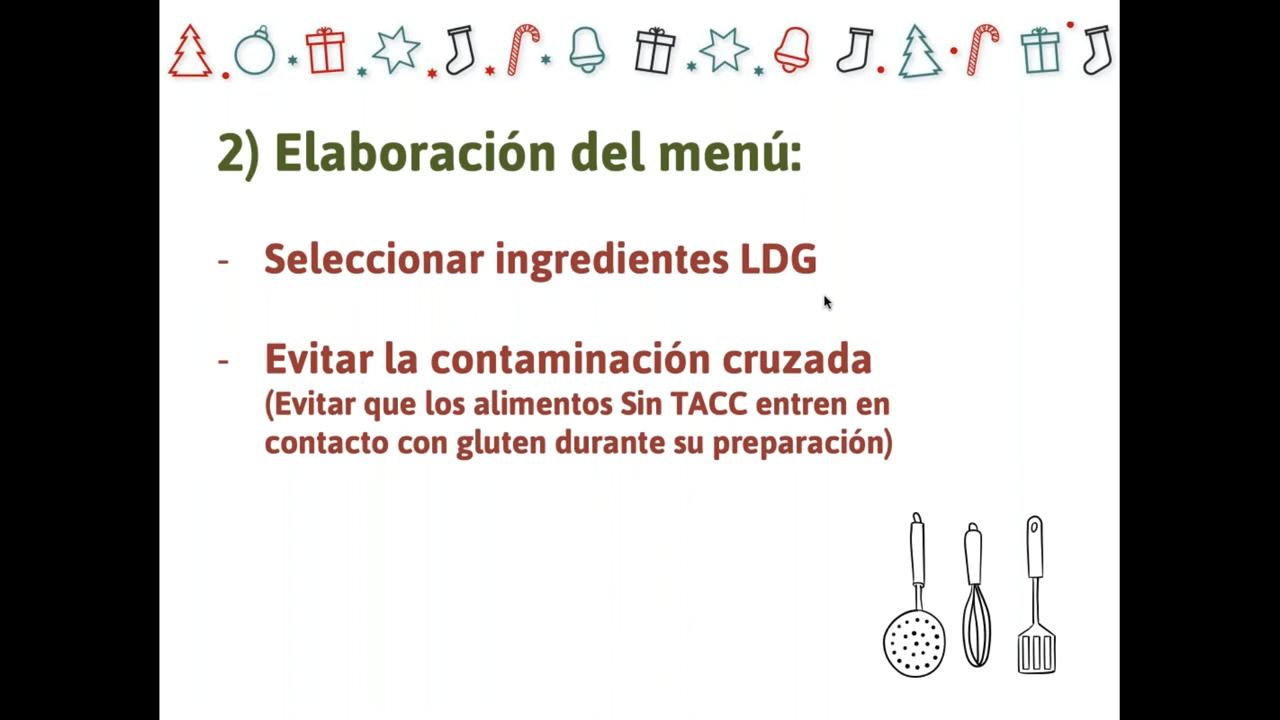 2) Elaboración del menú:
- Seleccionar ingredientes LDG
- Evitar la contaminación cruzada
(Evitar que los alimentos Sin TACC entren en
contacto con gluten durante su preparación)